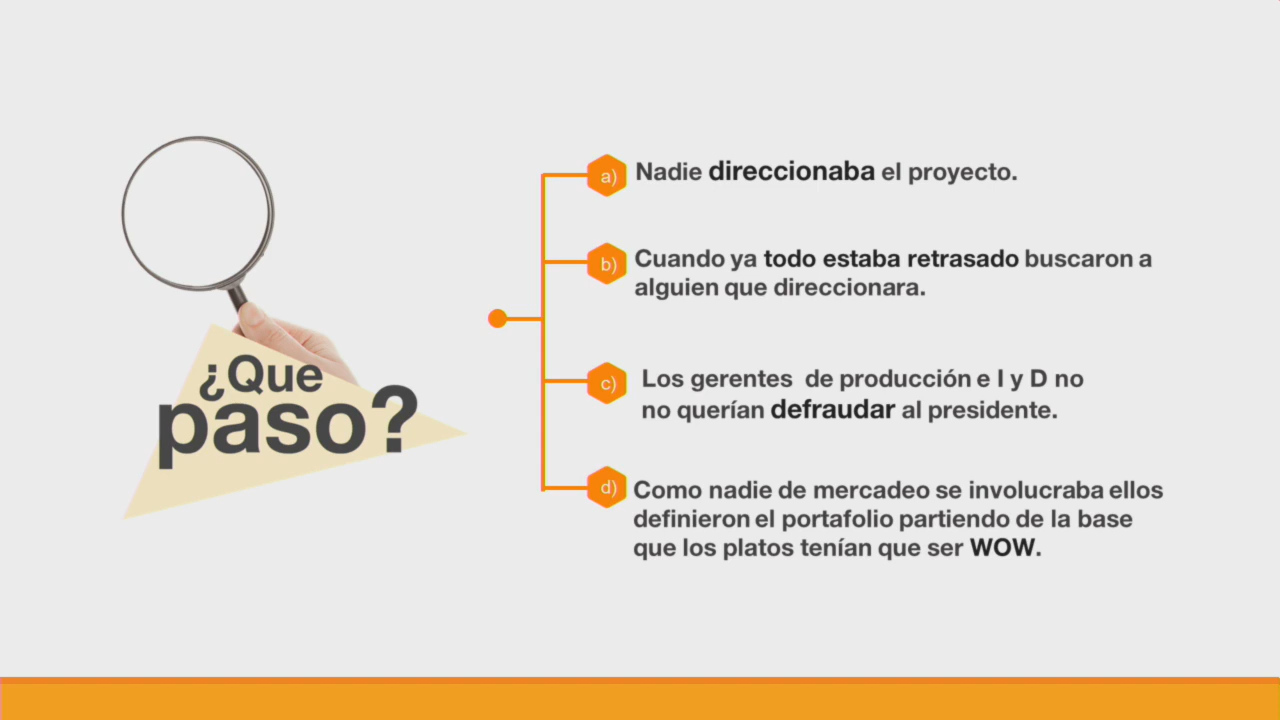 ¿Que
paso?
a) Nadie direccionaba el proyecto.
b) Cuando ya todo estaba retrasado buscaron a
alguien que direccionara.
c) Los gerentes de producción e I y D no
no querían defraudar al presidente.
d) Como nadie de mercadeo se involucraba ellos
definieron el portafolio partiendo de la base
que los platos tenían que ser WOW.